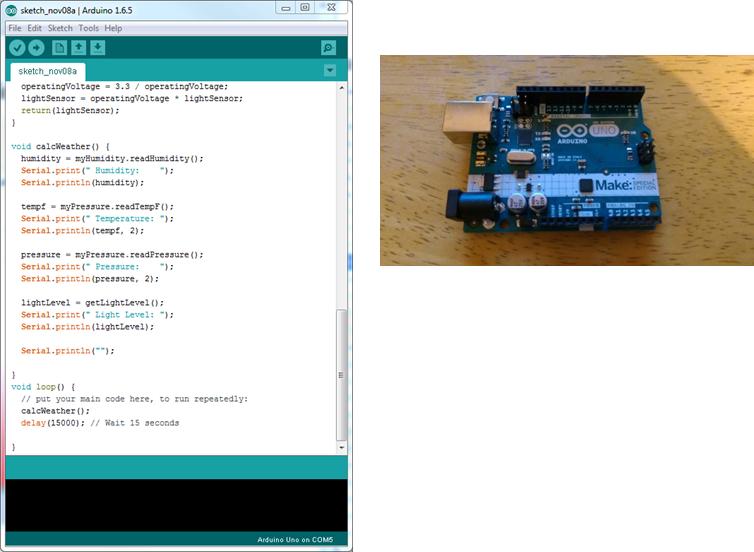 sketch_nov08a | Arduino 1.6.5
File Edit Sketch Tools Help
sketch_nov08a
operatingVoltage = 3.3 / operatingVoltage;
lightSensor = operatingVoltage * lightSensor;
return(lightSensor);
}
void calcWeather() {
humidity = myHumidity.readHumidity();
Serial.print(" Humidity:    ");
Serial.println(humidity);
tempf = myPressure.readTempF();
Serial.print(" Temperature: ");
Serial.println(tempf, 2);
pressure = myPressure.readPressure();
Serial.print(" Pressure:    ");
Serial.println(pressure, 2);
lightLevel = getLightLevel();
Serial.print(" Light Level: ");
Serial.println(lightLevel);
Serial.println("");
}
void loop() {
// put your main code here, to run repeatedly:
calcWeather();
delay(15000); // Wait 15 seconds
}
Arduino Uno on COM5
UNO
ARDUINO
MADE IN ITALY
Make: SPECIAL
EDITION